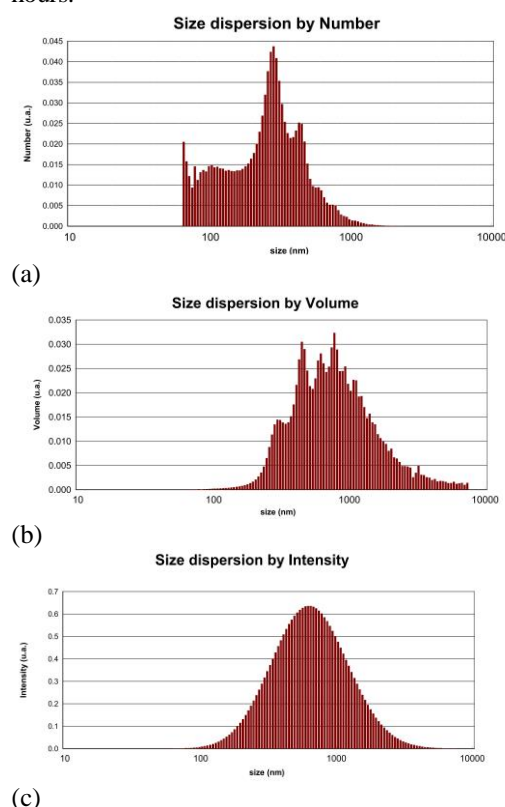 hours.
Size dispersion by Number
0.045
0.040
0.035
0.030
0.025
0.020
0.015
0.010
0.005
0.000
Number (u.a.)
10 100 1000 10000
size (nm)
(a)
Size dispersion by Volume
0.035
0.030
0.025
0.020
0.015
0.010
0.005
0.000
Volume (u.a.)
10 100 1000 10000
size (nm)
(b)
Size dispersion by Intensity
0.7
0.6
0.5
0.4
0.3
0.2
0.1
0.0
Intensity (u.a.)
10 100 1000 10000
size (nm)
(c)